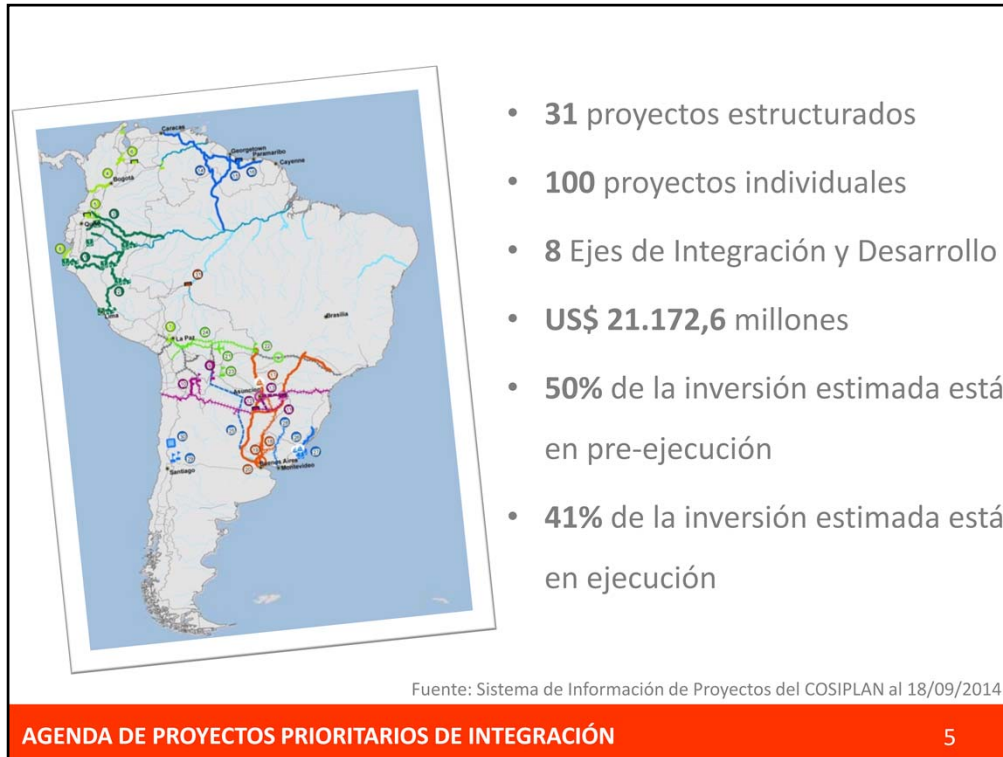 Caracas
Georgetown
Paramaribo
Cayenne
Bogotá
Quito
Lima
La Paz
Brasília
Asunción
Santiago
Buenos Aires
Montevideo
• 31 proyectos estructurados
• 100 proyectos individuales
• 8 Ejes de Integración y Desarrollo
• US$ 21.172,6 millones
• 50% de la inversión estimada está
en pre-ejecución
• 41% de la inversión estimada está
en ejecución
Fuente: Sistema de Información de Proyectos del COSIPLAN al 18/09/2014
AGENDA DE PROYECTOS PRIORITARIOS DE INTEGRACIÓN 5